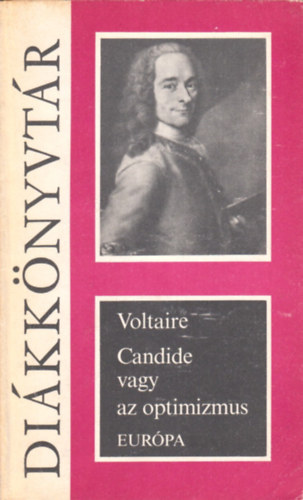 DIÁKKÖNYVTÁR
Voltaire
Candide
vagy
az optimizmus
EURÓPA